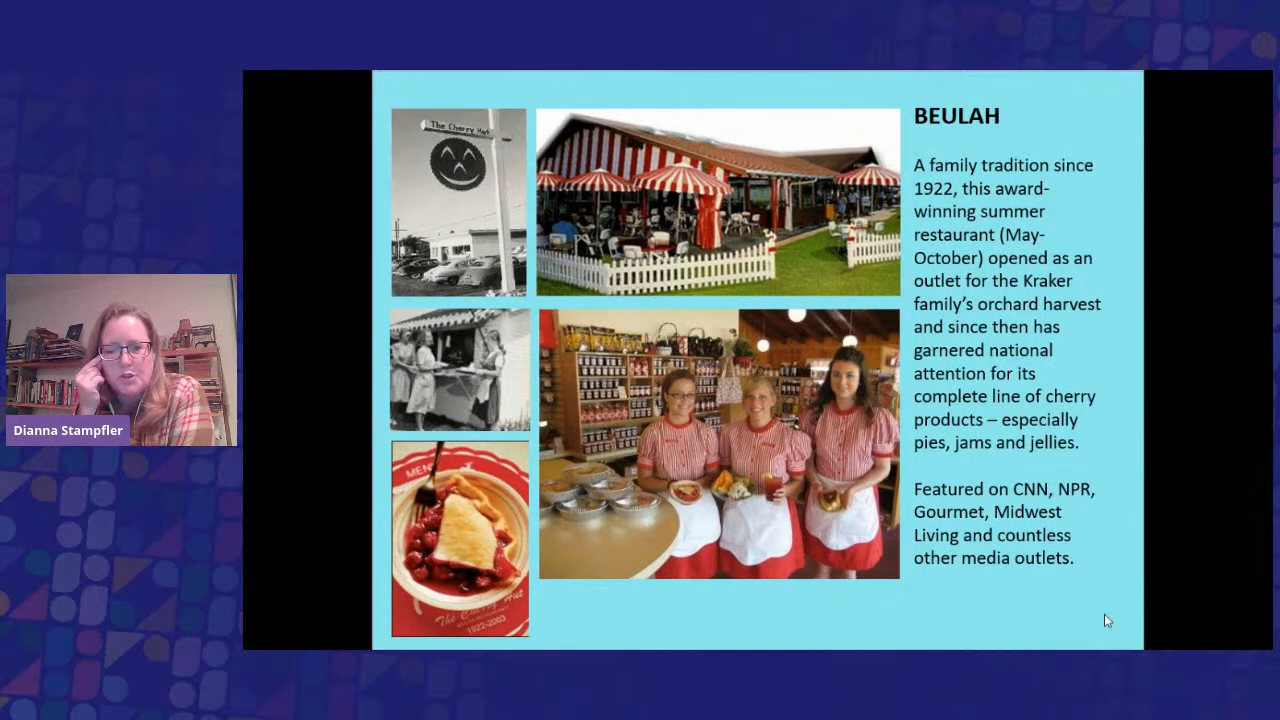 BEULAH
A family tradition since
1922, this award-
winning summer
restaurant (May-
October) opened as an
outlet for the Kraker
family’s orchard harvest
and since then has
garnered national
attention for its
complete line of cherry
products – especially
pies, jams and jellies.
Featured on CNN, NPR,
Gourmet, Midwest
Living and countless
other media outlets.
The Cherry Hut
MENU
The Cherry Hut
1922-2003
Dianna Stampfler